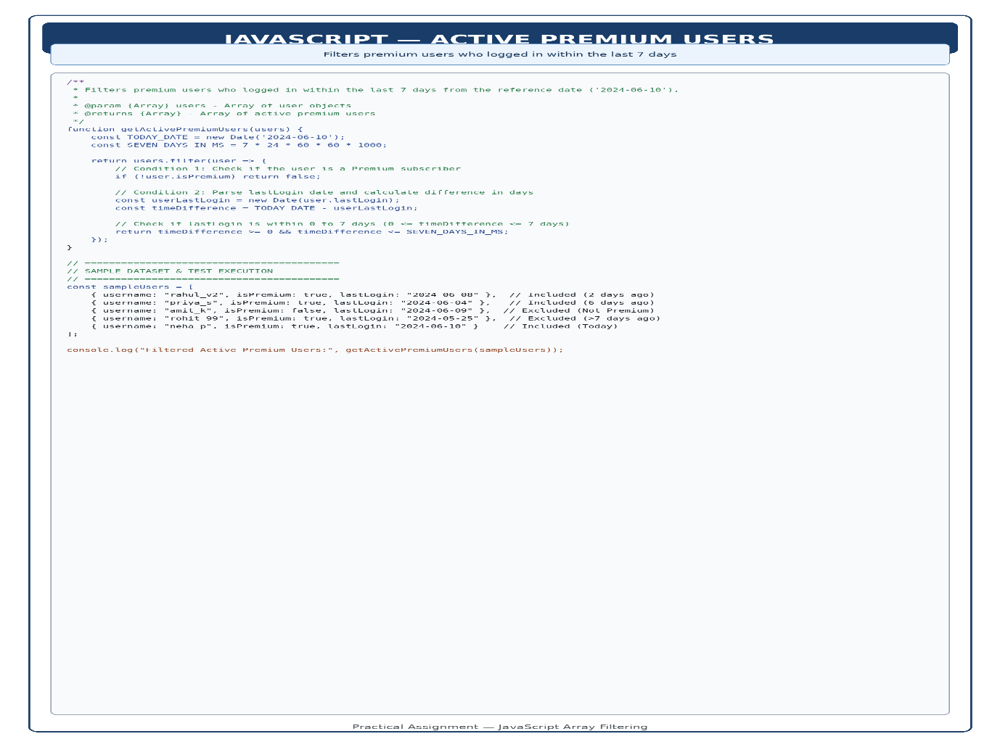 JAVASCRIPT — ACTIVE PREMIUM USERS
Filters premium users who logged in within the last 7 days
/**
 * Filters premium users who logged in within the last 7 days from the reference date ('2024-06-10').
 *
 * @param {Array} users - Array of user objects
 * @returns {Array} - Array of active premium users
 */
function getActivePremiumUsers(users) {
    const TODAY_DATE = new Date('2024-06-10');
    const SEVEN_DAYS_IN_MS = 7 * 24 * 60 * 60 * 1000;
    return users.filter(user => {
        // Condition 1: Check if the user is a Premium subscriber
        if (!user.isPremium) return false;
        // Condition 2: Parse lastLogin date and calculate difference in days
        const userLastLogin = new Date(user.lastLogin);
        const timeDifference = TODAY_DATE - userLastLogin;
        // Check if lastLogin is within 0 to 7 days (0 <= timeDifference <= 7 days)
        return timeDifference >= 0 && timeDifference <= SEVEN_DAYS_IN_MS;
    });
}
// ==========================================
// SAMPLE DATASET & TEST EXECUTION
// ==========================================
const sampleUsers = [
    { username: "rahul_v2", isPremium: true, lastLogin: "2024-06-08" },  // Included (2 days ago)
    { username: "priya_s", isPremium: true, lastLogin: "2024-06-04" },   // Included (6 days ago)
    { username: "amit_k", isPremium: false, lastLogin: "2024-06-09" },  // Excluded (Not Premium)
    { username: "rohit_99", isPremium: true, lastLogin: "2024-05-25" },  // Excluded (>7 days ago)
    { username: "neha_p", isPremium: true, lastLogin: "2024-06-10" }    // Included (Today)
];
console.log("Filtered Active Premium Users:", getActivePremiumUsers(sampleUsers));
Practical Assignment — JavaScript Array Filtering